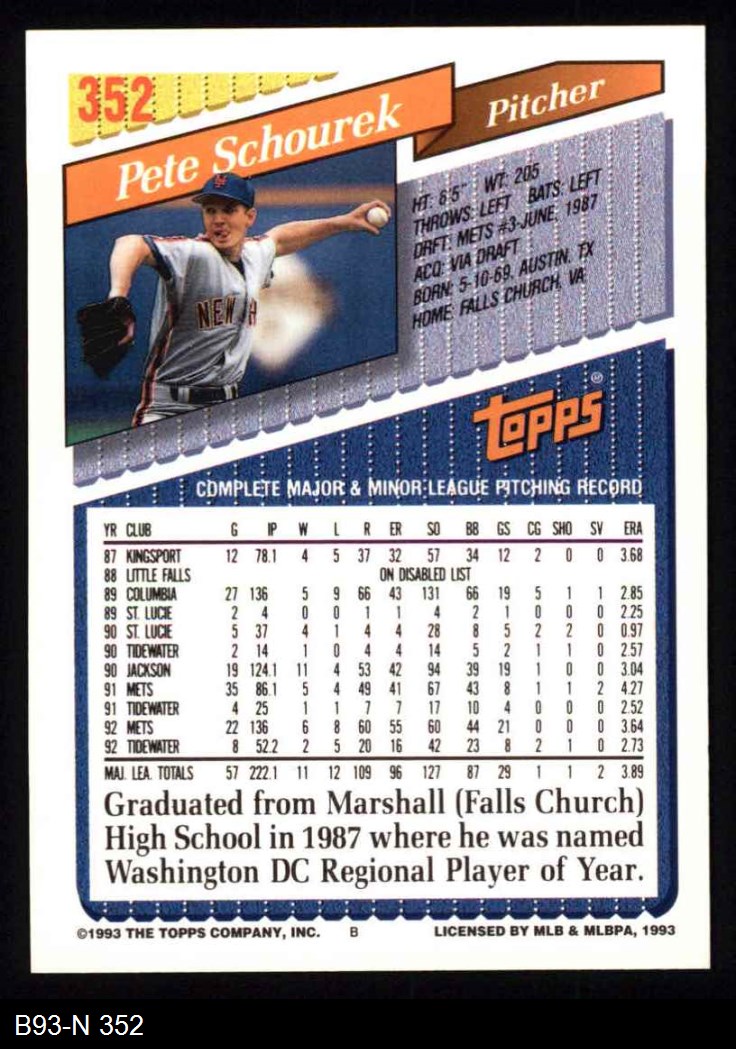 352
Pete Schourek
Pitcher
HT: 6'5" WT: 205
THROWS: LEFT BATS: LEFT
DRFT: METS #3-JUNE, 1987
ACQ: VIA DRAFT
BORN: 5-10-69, AUSTIN, TX
HOME: FALLS CHURCH, VA
NEW
TOPPS ®
COMPLETE MAJOR & MINOR LEAGUE PITCHING RECORD
YR CLUB G IP W L R ER SO BB GS CG SHO SV ERA
87 KINGSPORT 12 78.1 4 5 37 32 57 34 12 2 0 0 3.68
88 LITTLE FALLS ON DISABLED LIST
89 COLUMBIA 27 136 5 9 66 43 131 66 19 5 1 1 2.85
89 ST. LUCIE 2 4 0 0 1 1 4 2 1 0 0 0 2.25
90 ST. LUCIE 5 37 4 1 4 4 28 8 5 2 2 0 0.97
90 TIDEWATER 2 14 1 0 4 4 14 5 2 1 1 0 2.57
90 JACKSON 19 124.1 11 4 53 42 94 39 19 1 0 0 3.04
91 METS 35 86.1 5 4 49 41 67 43 8 1 1 2 4.27
91 TIDEWATER 4 25 1 1 7 7 17 10 4 0 0 0 2.52
92 METS 22 136 6 8 60 55 60 44 21 0 0 0 3.64
92 TIDEWATER 8 52.2 2 5 20 16 42 23 8 2 1 0 2.73
MAJ. LEA. TOTALS 57 222.1 11 12 109 96 127 87 29 1 1 2 3.89
Graduated from Marshall (Falls Church)
High School in 1987 where he was named
Washington DC Regional Player of Year.
©1993 THE TOPPS COMPANY, INC. B LICENSED BY MLB & MLBPA, 1993
B93-N 352